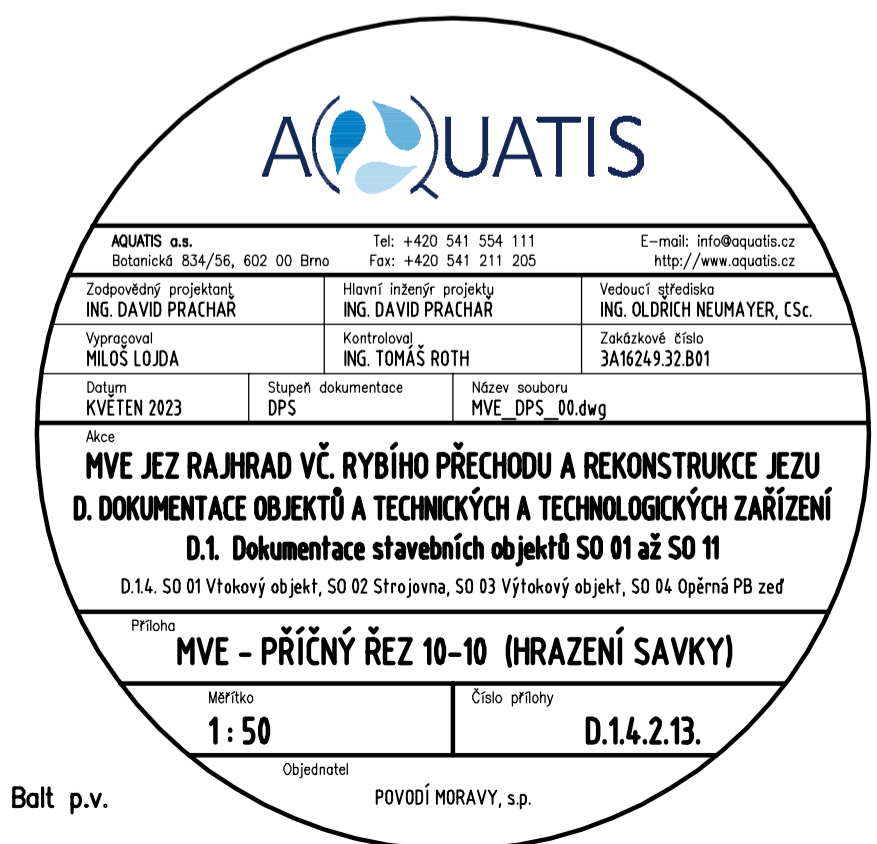 AQUATIS
AQUATIS a.s. Tel: +420 541 554 111 E-mail: info@aquatis.cz
Botanická 834/56, 602 00 Brno Fax: +420 541 211 205 http://www.aquatis.cz
Zodpovědný projektant Hlavní inženýr projektu Vedoucí střediska
ING. DAVID PRACHAŘ ING. DAVID PRACHAŘ ING. OLDŘICH NEUMAYER, CSc.
Vypracoval Kontroloval Zakázkové číslo
MILOŠ LOJDA ING. TOMÁŠ ROTH 3A16249.32.B01
Datum Stupeň dokumentace Název souboru
KVĚTEN 2023 DPS MVE_DPS_00.dwg
Akce
MVE JEZ RAJHRAD VČ. RYBÍHO PŘECHODU A REKONSTRUKCE JEZU
D. DOKUMENTACE OBJEKTŮ A TECHNICKÝCH A TECHNOLOGICKÝCH ZAŘÍZENÍ
D.1. Dokumentace stavebních objektů SO 01 až SO 11
D.1.4. SO 01 Vtokový objekt, SO 02 Strojovna, SO 03 Výtokový objekt, SO 04 Opěrná PB zeď
Příloha
MVE - PŘÍČNÝ ŘEZ 10-10 (HRAZENÍ SAVKY)
Měřítko Číslo přílohy
1 : 50 D.1.4.2.13.
Objednatel
Balt p.v. POVODÍ MORAVY, s.p.